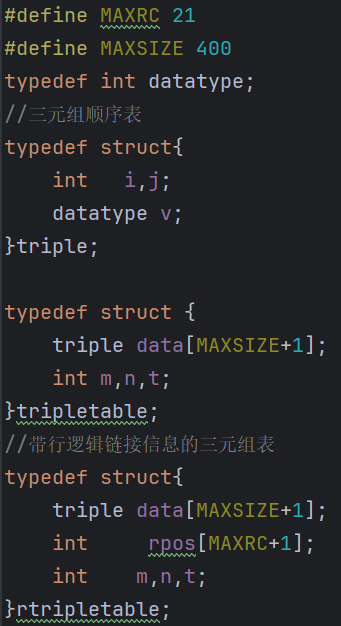 #define MAXRC 21
#define MAXSIZE 400
typedef int datatype;
//三元组顺序表
typedef struct{
    int   i,j;
    datatype v;
}triple;

typedef struct {
    triple data[MAXSIZE+1];
    int m,n,t;
}tripletable;
//带行逻辑链接信息的三元组表
typedef struct{
    triple data[MAXSIZE+1];
    int     rpos[MAXRC+1];
    int    m,n,t;
}rtripletable;